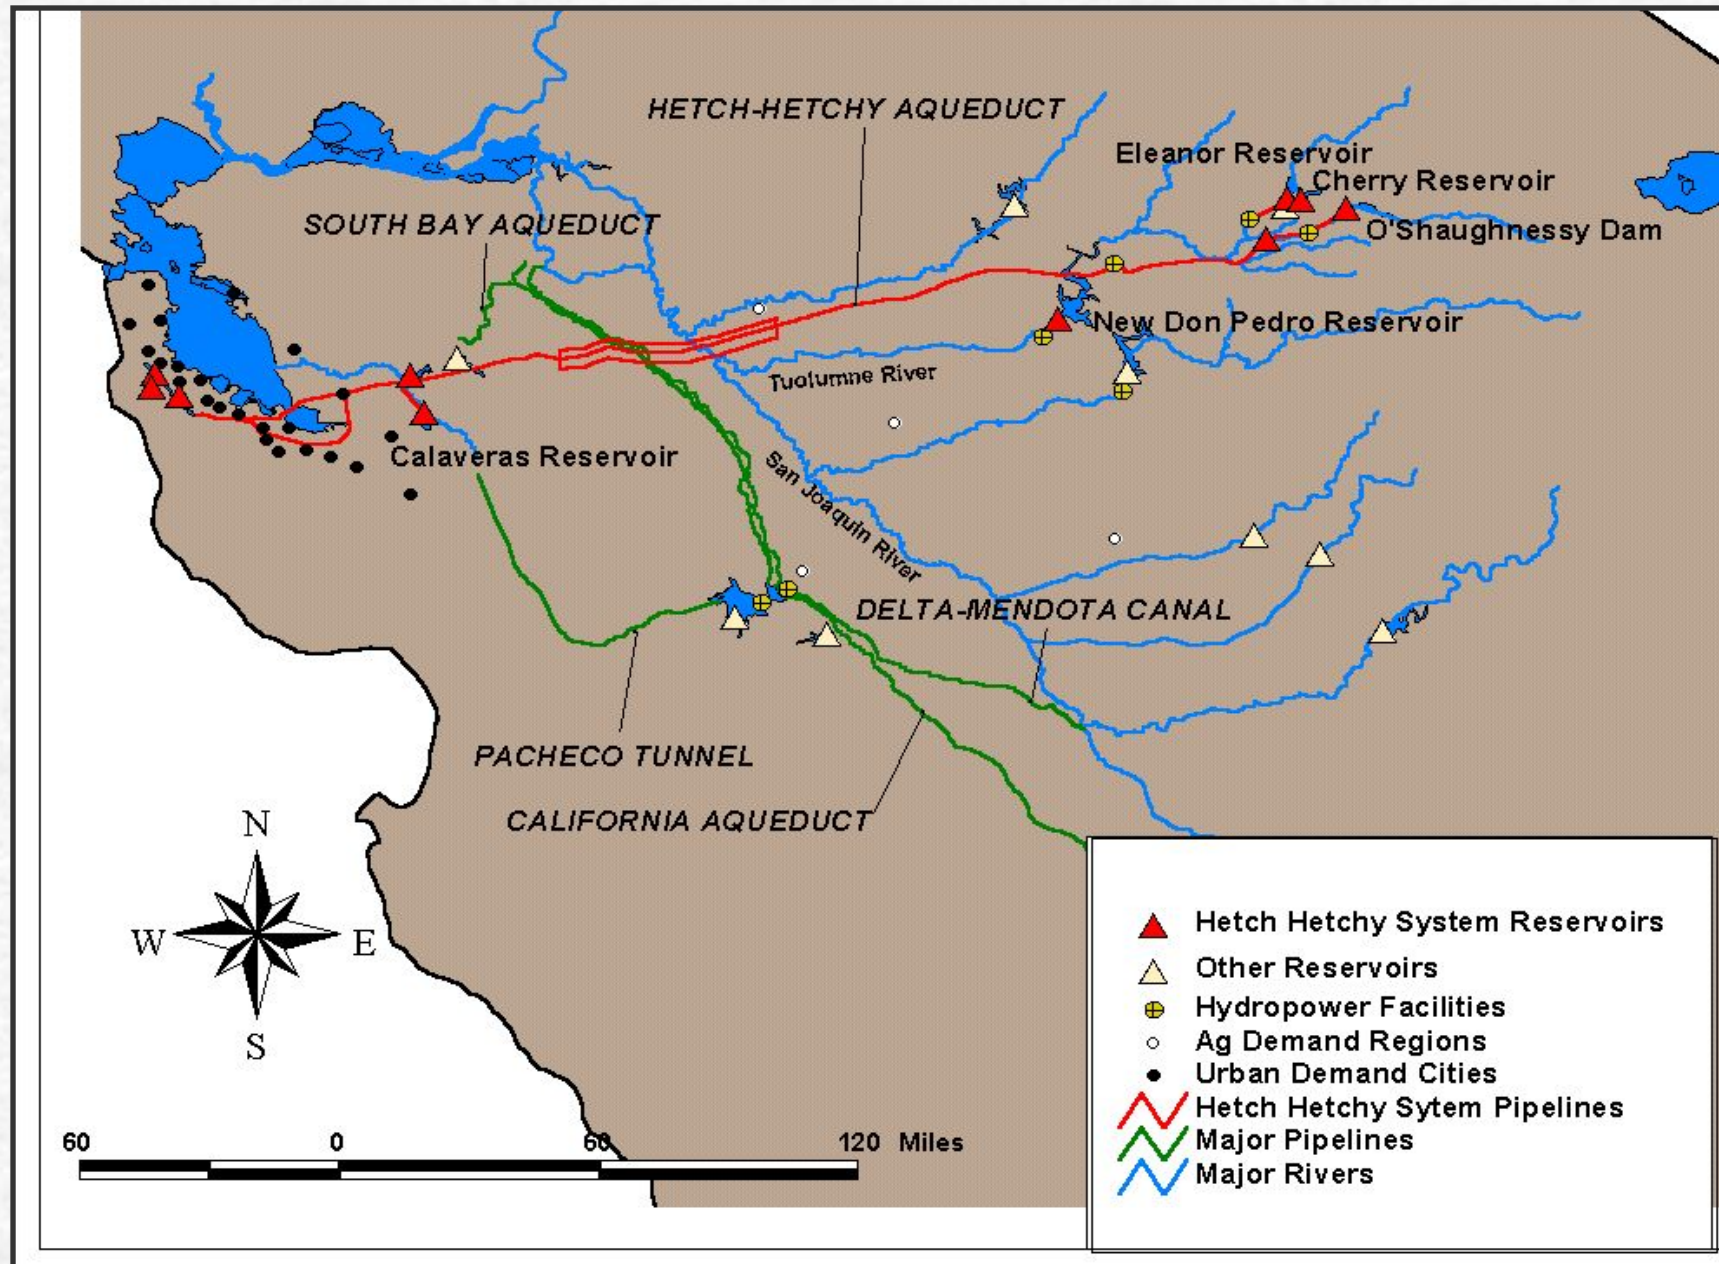 HETCH-HETCHY AQUEDUCT
Eleanor Reservoir
Cherry Reservoir
SOUTH BAY AQUEDUCT
O'Shaughnessy Dam
New Don Pedro Reservoir
Tuolumne River
Calaveras Reservoir
San Joaquin River
DELTA-MENDOTA CANAL
PACHECO TUNNEL
CALIFORNIA AQUEDUCT
N
W E
S
60 0 60 120 Miles
Hetch Hetchy System Reservoirs
Other Reservoirs
Hydropower Facilities
Ag Demand Regions
Urban Demand Cities
Hetch Hetchy Sytem Pipelines
Major Pipelines
Major Rivers